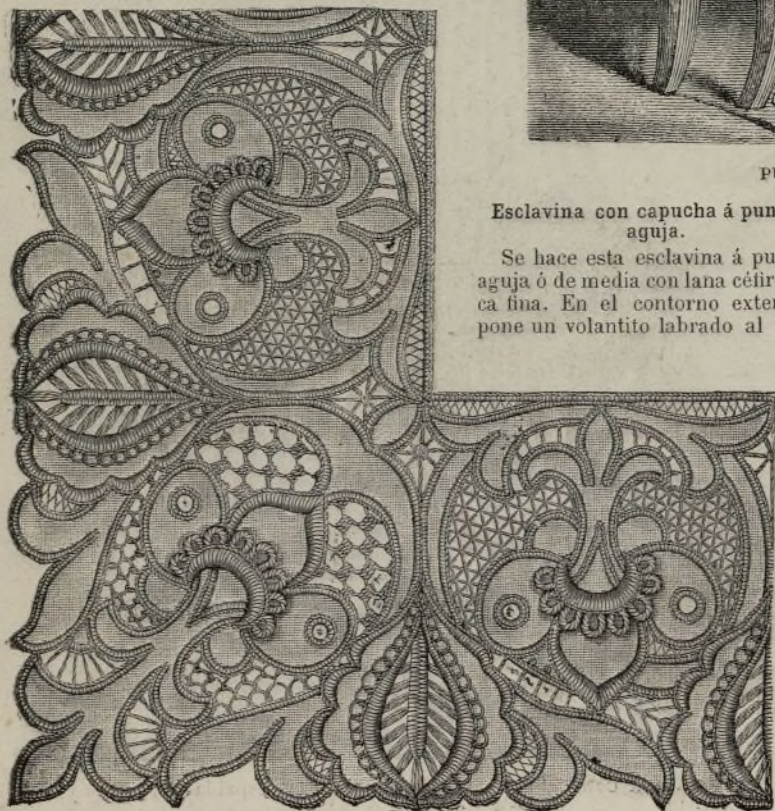 PU
Esclavina con capucha á pun
aguja.
Se hace esta esclavina á pu
aguja ó de media con lana céfir
ca fina. En el contorno exter
pone un volantito labrado al